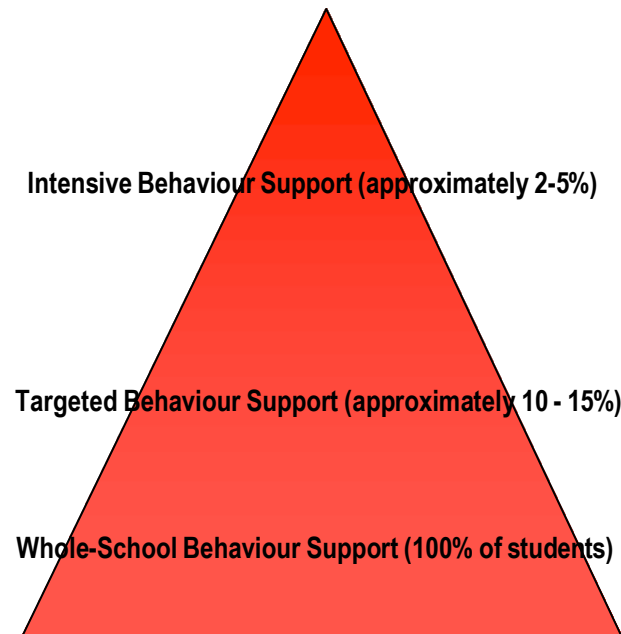 Intensive Behaviour Support (approximately 2-5%)
Targeted Behaviour Support (approximately 10 - 15%)
Whole-School Behaviour Support (100% of students)